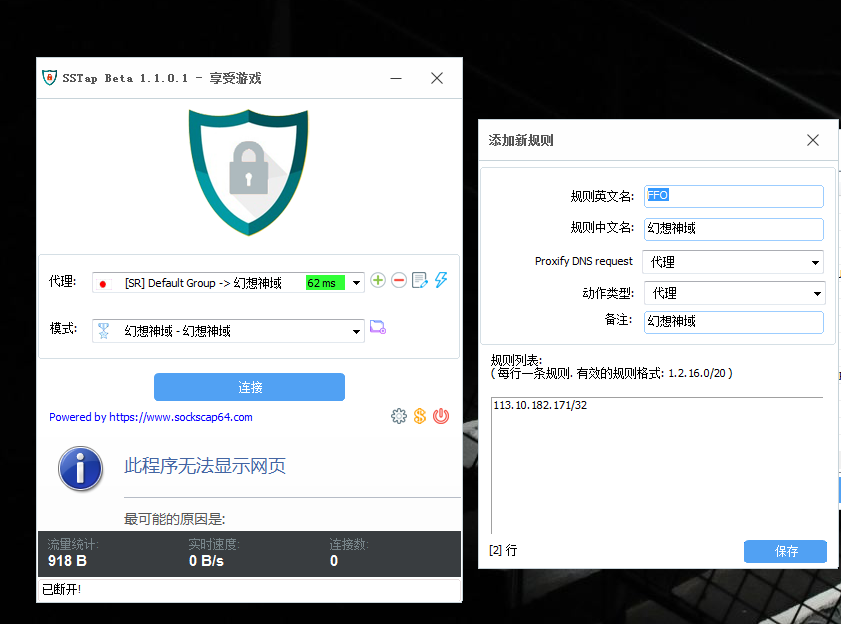 SSTap Beta 1.1.0.1 - 享受游戏
代理:
[SR] Default Group -> 幻想神域
62 ms
模式:
幻想神域 - 幻想神域
连接
Powered by https://www.sockscap64.com
此程序无法显示网页
最可能的原因是:
流量统计: 实时速度: 连接数:
918 B 0 B/s 0
已断开!
添加新规则
规则英文名: FFO
规则中文名: 幻想神域
Proxify DNS request 代理
动作类型: 代理
备注: 幻想神域
规则列表:
( 每行一条规则. 有效的规则格式: 1.2.16.0/20 )
113.10.182.171/32
[2] 行
保存